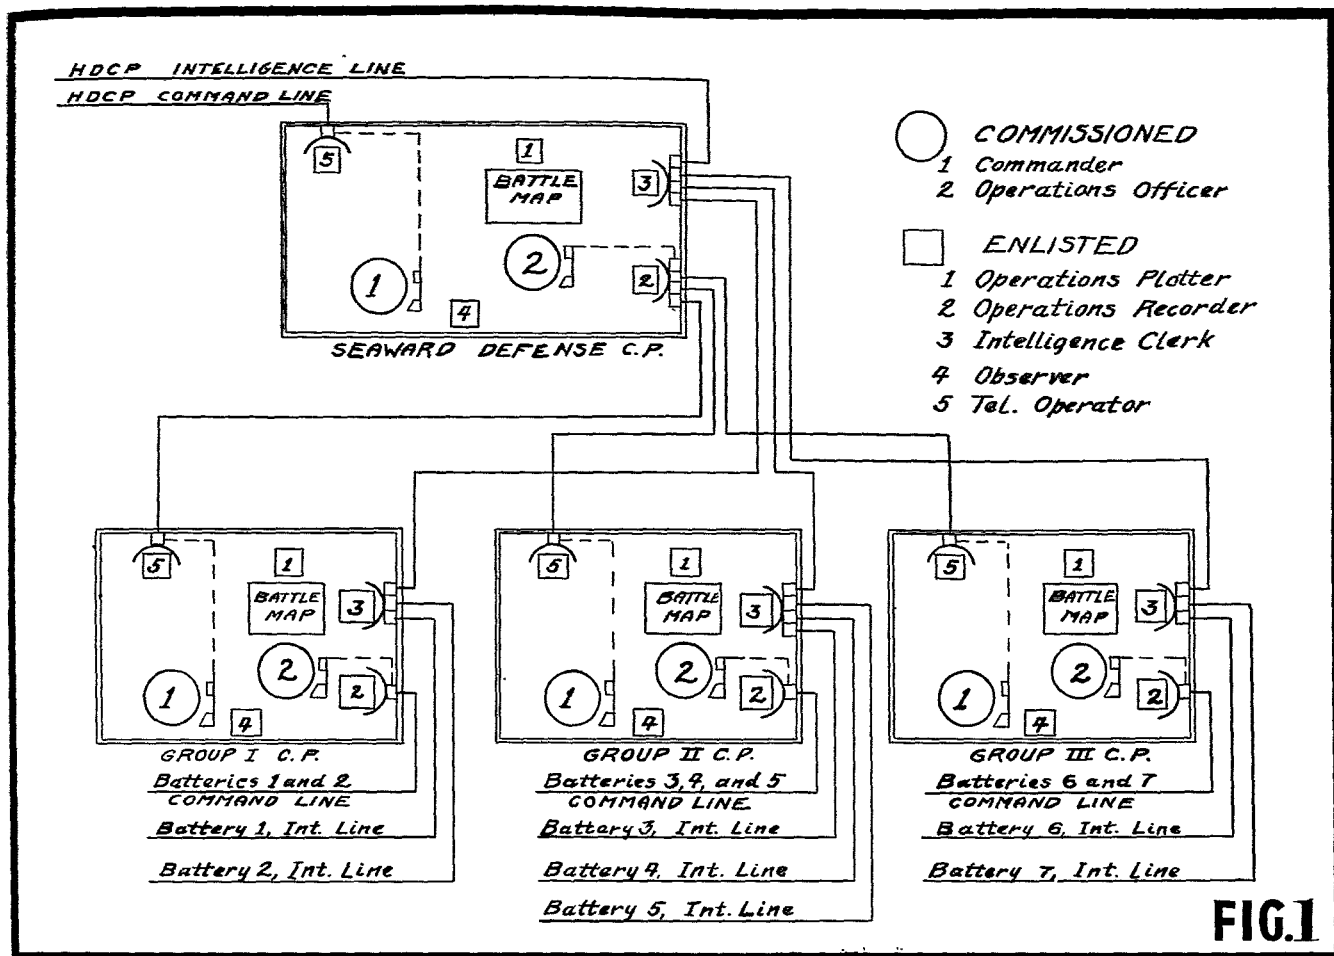 HDCP INTELLIGENCE LINE
HDCP COMMAND LINE
5
1
BATTLE
MAP
3
2
1
2
4
SEAWARD DEFENSE C.P.
COMMISSIONED
1 Commander
2 Operations Officer
ENLISTED
1 Operations Plotter
2 Operations Recorder
3 Intelligence Clerk
4 Observer
5 Tel. Operator
5
1
BATTLE
MAP
3
2
1
2
4
GROUP I C.P.
Batteries 1 and 2
COMMAND LINE
Battery 1, Int. Line
Battery 2, Int. Line
5
1
BATTLE
MAP
3
2
1
2
4
GROUP II C.P.
Batteries 3, 4, and 5
COMMAND LINE
Battery 3, Int. Line
Battery 4, Int. Line
Battery 5, Int. Line
5
1
BATTLE
MAP
3
2
1
2
4
GROUP III C.P.
Batteries 6 and 7
COMMAND LINE
Battery 6, Int. Line
Battery 7, Int. Line
FIG.1